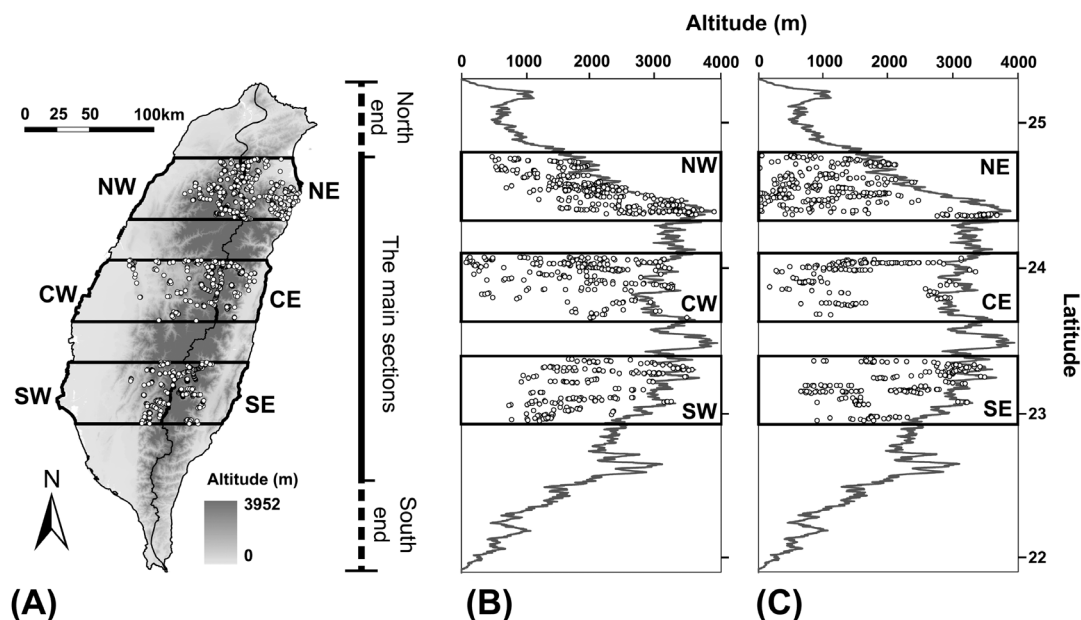 Altitude (m)
0 25 50 100km
0 1000 2000 3000 4000
0 1000 2000 3000 4000
North
end
25
NW
NE
NW
NE
The main sections
24
CW
CE
CW
CE
Latitude
SW
SE
SW
SE
23
N
Altitude (m)
3952
0
South
end
22
(A)
(B)
(C)